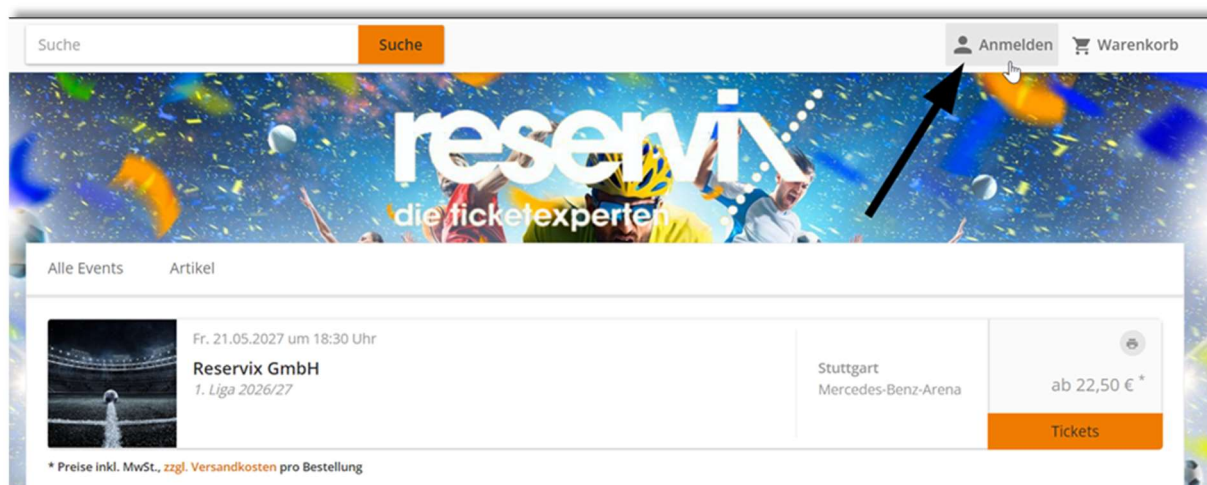 Suche
Suche
Anmelden
Warenkorb
reservix
die ticketexperten
Alle Events
Artikel
Fr. 21.05.2027 um 18:30 Uhr
Reservix GmbH
1. Liga 2026/27
Stuttgart
Mercedes-Benz-Arena
ab 22,50 € *
Tickets
* Preise inkl. MwSt., zzgl. Versandkosten pro Bestellung